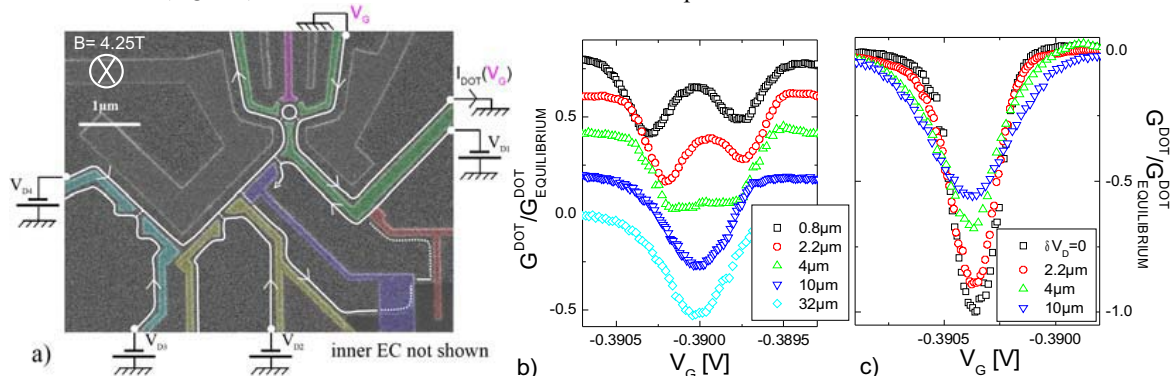 V_G
B= 4.25T
I_DOT(V_G)
1µm
V_D1
V_D4
V_D3
V_D2
inner EC not shown
a)
G^DOT/G^DOT_EQUILIBRIUM
0.5
0.0
-0.5
0.8µm
2.2µm
4µm
10µm
32µm
-0.3905
-0.3900
-0.3895
V_G [V]
b)
0.0
-0.5
-1.0
G^DOT/G^DOT_EQUILIBRIUM
δV_D=0
2.2µm
4µm
10µm
-0.3905
-0.3900
V_G [V]
c)